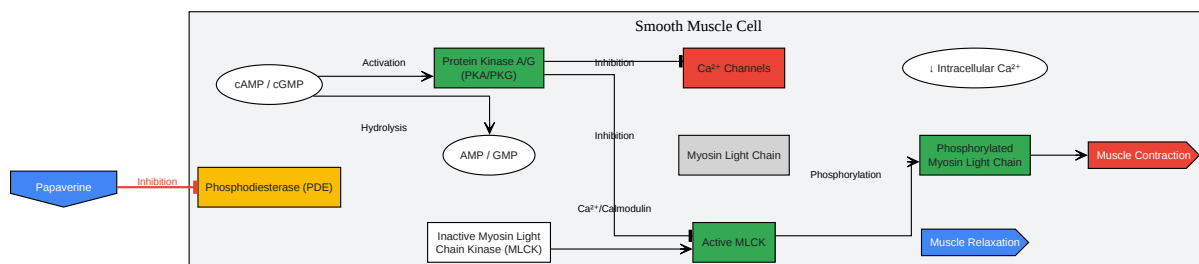 Smooth Muscle Cell
cAMP / cGMP
Activation
Protein Kinase A/G
(PKA/PKG)
Inhibition
Ca²⁺ Channels
↓ Intracellular Ca²⁺
Hydrolysis
AMP / GMP
Inhibition
Myosin Light Chain
Phosphorylated
Myosin Light Chain
Muscle Contraction
Papaverine
Inhibition
Phosphodiesterase (PDE)
Phosphorylation
Ca²⁺/Calmodulin
Inactive Myosin Light
Chain Kinase (MLCK)
Active MLCK
Muscle Relaxation